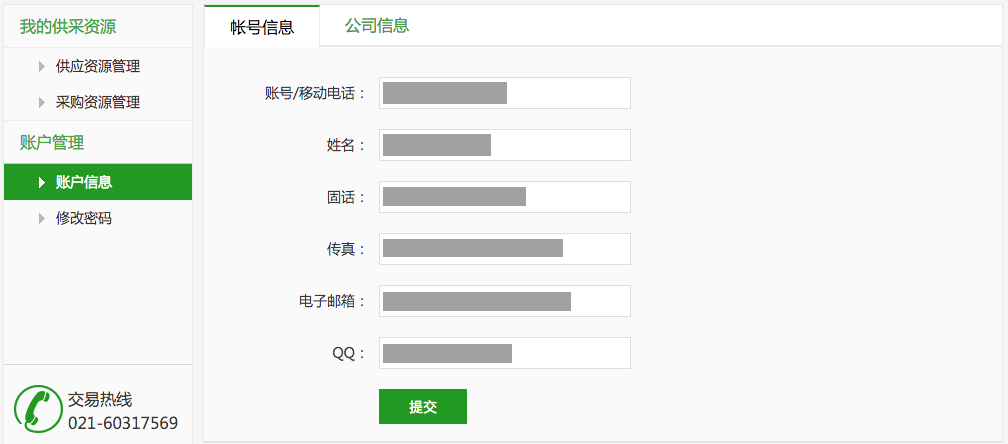 我的供采资源
供应资源管理
采购资源管理
账户管理
账户信息
修改密码
交易热线
021-60317569
帐号信息
公司信息
账号/移动电话：
姓名：
固话：
传真：
电子邮箱：
QQ：
提交